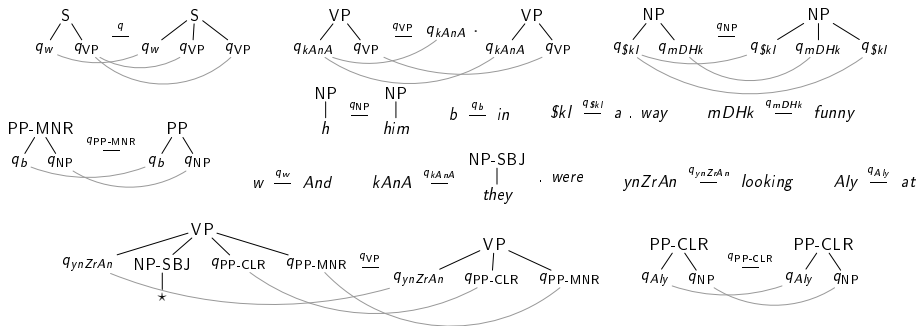 S q S VP q_VP VP NP q_NP NP
q_w q_VP q_w q_VP q_VP q_kAnA q_VP q_kAnA . q_kAnA q_VP q_$kl q_mDHk q_$kl q_mDHk q_$kl
NP q_NP NP b q_b in $kl q_$kl a . way mDHk q_mDHk funny
h him
PP-MNR q_PP-MNR PP
q_b q_NP q_b q_NP
w q_w And kAnA q_kAnA NP-SBJ . were ynZrAn q_ynZrAn looking Aly q_Aly at
they
VP q_VP VP PP-CLR q_PP-CLR PP-CLR
q_ynZrAn NP-SBJ q_PP-CLR q_PP-MNR q_ynZrAn q_PP-CLR q_PP-MNR q_Aly q_NP q_Aly q_NP
⋆